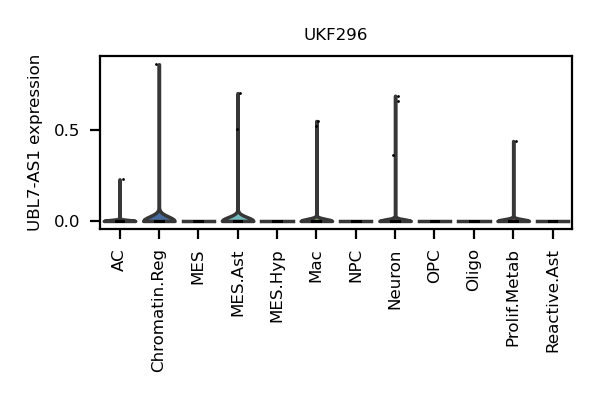 UKF296
UBL7-AS1 expression
0.5
0.0
AC
Chromatin.Reg
MES
MES.Ast
MES.Hyp
Mac
NPC
Neuron
OPC
Oligo
Prolif.Metab
Reactive.Ast